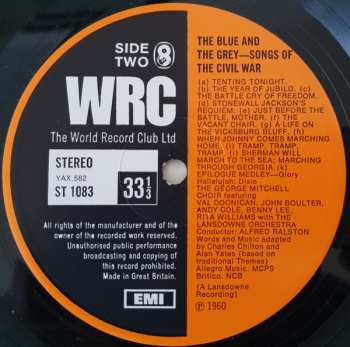 SIDE
TWO
WRC
The World Record Club Ltd
STEREO
YAX.582
ST 1083
33 1/3
All rights of the manufacturer and of the
owner of the recorded work reserved.
Unauthorised public performance
broadcasting and copying of
this record prohibited.
Made in Great Britain.
EMI
THE BLUE AND
THE GREY—SONGS OF
THE CIVIL WAR
(a) TENTING TONIGHT.
(b) THE YEAR OF JUBILO. (c)
THE BATTLE CRY OF FREEDOM.
(d) STONEWALL JACKSON'S
REQUIEM. (e) JUST BEFORE THE
BATTLE, MOTHER. (f) THE
VACANT CHAIR. (g) A LIFE ON
THE VICKSBURG BLUFF. (h)
WHEN JOHNNY COMES MARCHING
HOME. (i) TRAMP, TRAMP,
TRAMP. (j) SHERMAN WILL
MARCH TO THE SEA; MARCHING
THROUGH GEORGIA. (k)
EPILOGUE MEDLEY—Glory
Hallelujah; Dixie
THE GEORGE MITCHELL
CHOIR featuring
VAL DOONICAN, JOHN BOULTER,
ANDY COLE, BENNY LEE,
RITA WILLIAMS with THE
LANSDOWNE ORCHESTRA
Conductor: ALFRED RALSTON
Words and Music adapted
by Charles Chilton and
Alan Yates (based on
traditional Themes)
Allegro Music. MCPS
Britico. NCB
℗ 1960
(A Lansdowne
Recording)